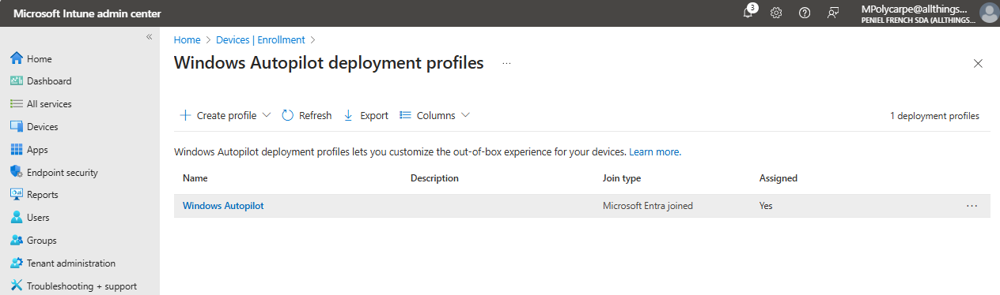 Microsoft Intune admin center
3
MPolycarpe@allthings...
PENIEL FRENCH SDA (ALLTHINGS...
«
Home > Devices | Enrollment >
Windows Autopilot deployment profiles ...
Home
Dashboard
All services
Devices
Apps
Endpoint security
Reports
Users
Groups
Tenant administration
Troubleshooting + support
Create profile Refresh Export Columns 1 deployment profiles
Windows Autopilot deployment profiles lets you customize the out-of-box experience for your devices. Learn more.
Name Description Join type Assigned
Windows Autopilot Microsoft Entra joined Yes ...